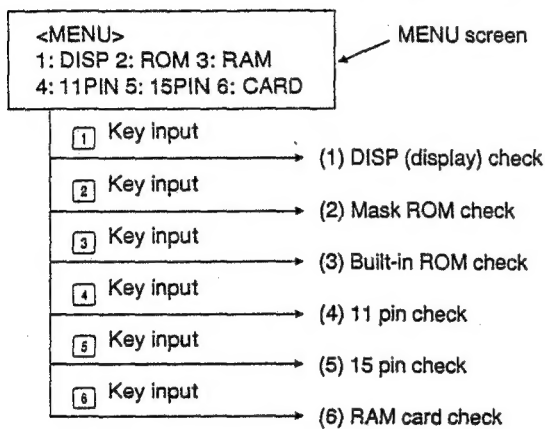 <MENU>
MENU screen
1: DISP 2: ROM 3: RAM
4: 11PIN 5: 15PIN 6: CARD
1 Key input
(1) DISP (display) check
2 Key input
(2) Mask ROM check
3 Key input
(3) Built-in ROM check
4 Key input
(4) 11 pin check
5 Key input
(5) 15 pin check
6 Key input
(6) RAM card check